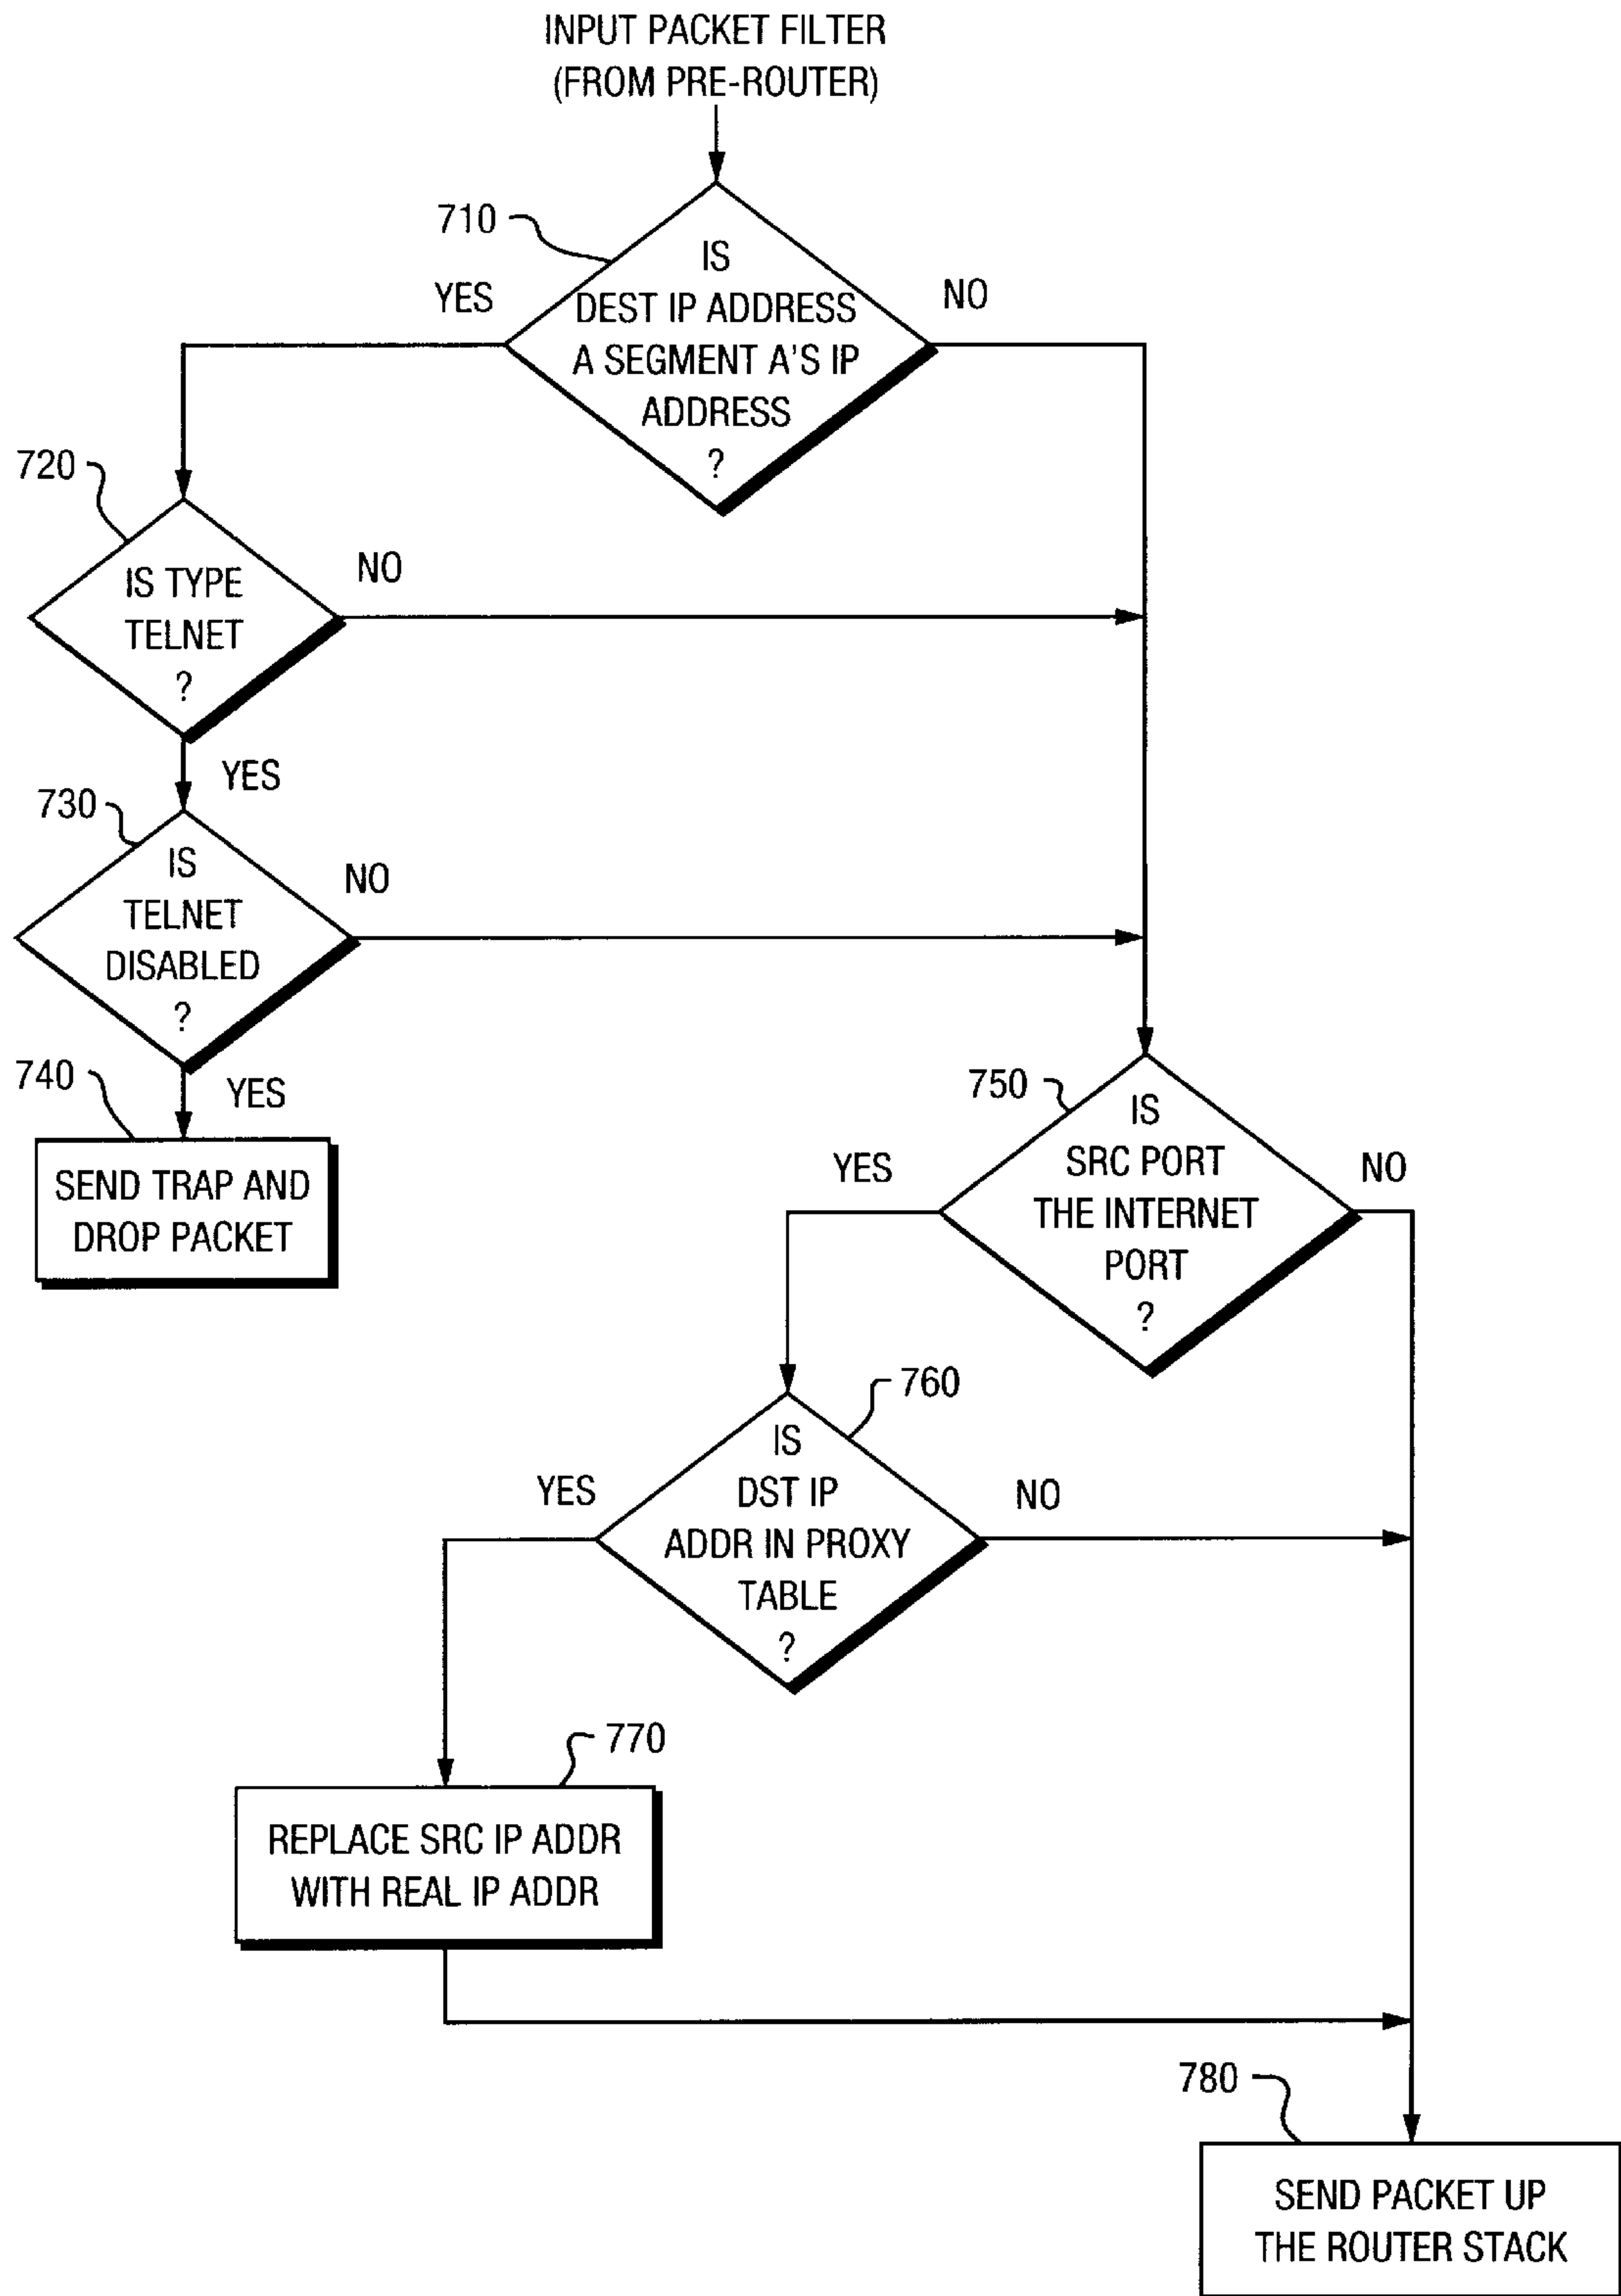 INPUT PACKET FILTER
(FROM PRE-ROUTER)
710
YES
NO
IS
DEST IP ADDRESS
A SEGMENT A'S IP
ADDRESS
?
720
NO
IS TYPE
TELNET
?
YES
730
NO
IS
TELNET
DISABLED
?
740
YES
SEND TRAP AND
DROP PACKET
750
YES
NO
IS
SRC PORT
THE INTERNET
PORT
?
760
YES
NO
IS
DST IP
ADDR IN PROXY
TABLE
?
770
REPLACE SRC IP ADDR
WITH REAL IP ADDR
780
SEND PACKET UP
THE ROUTER STACK